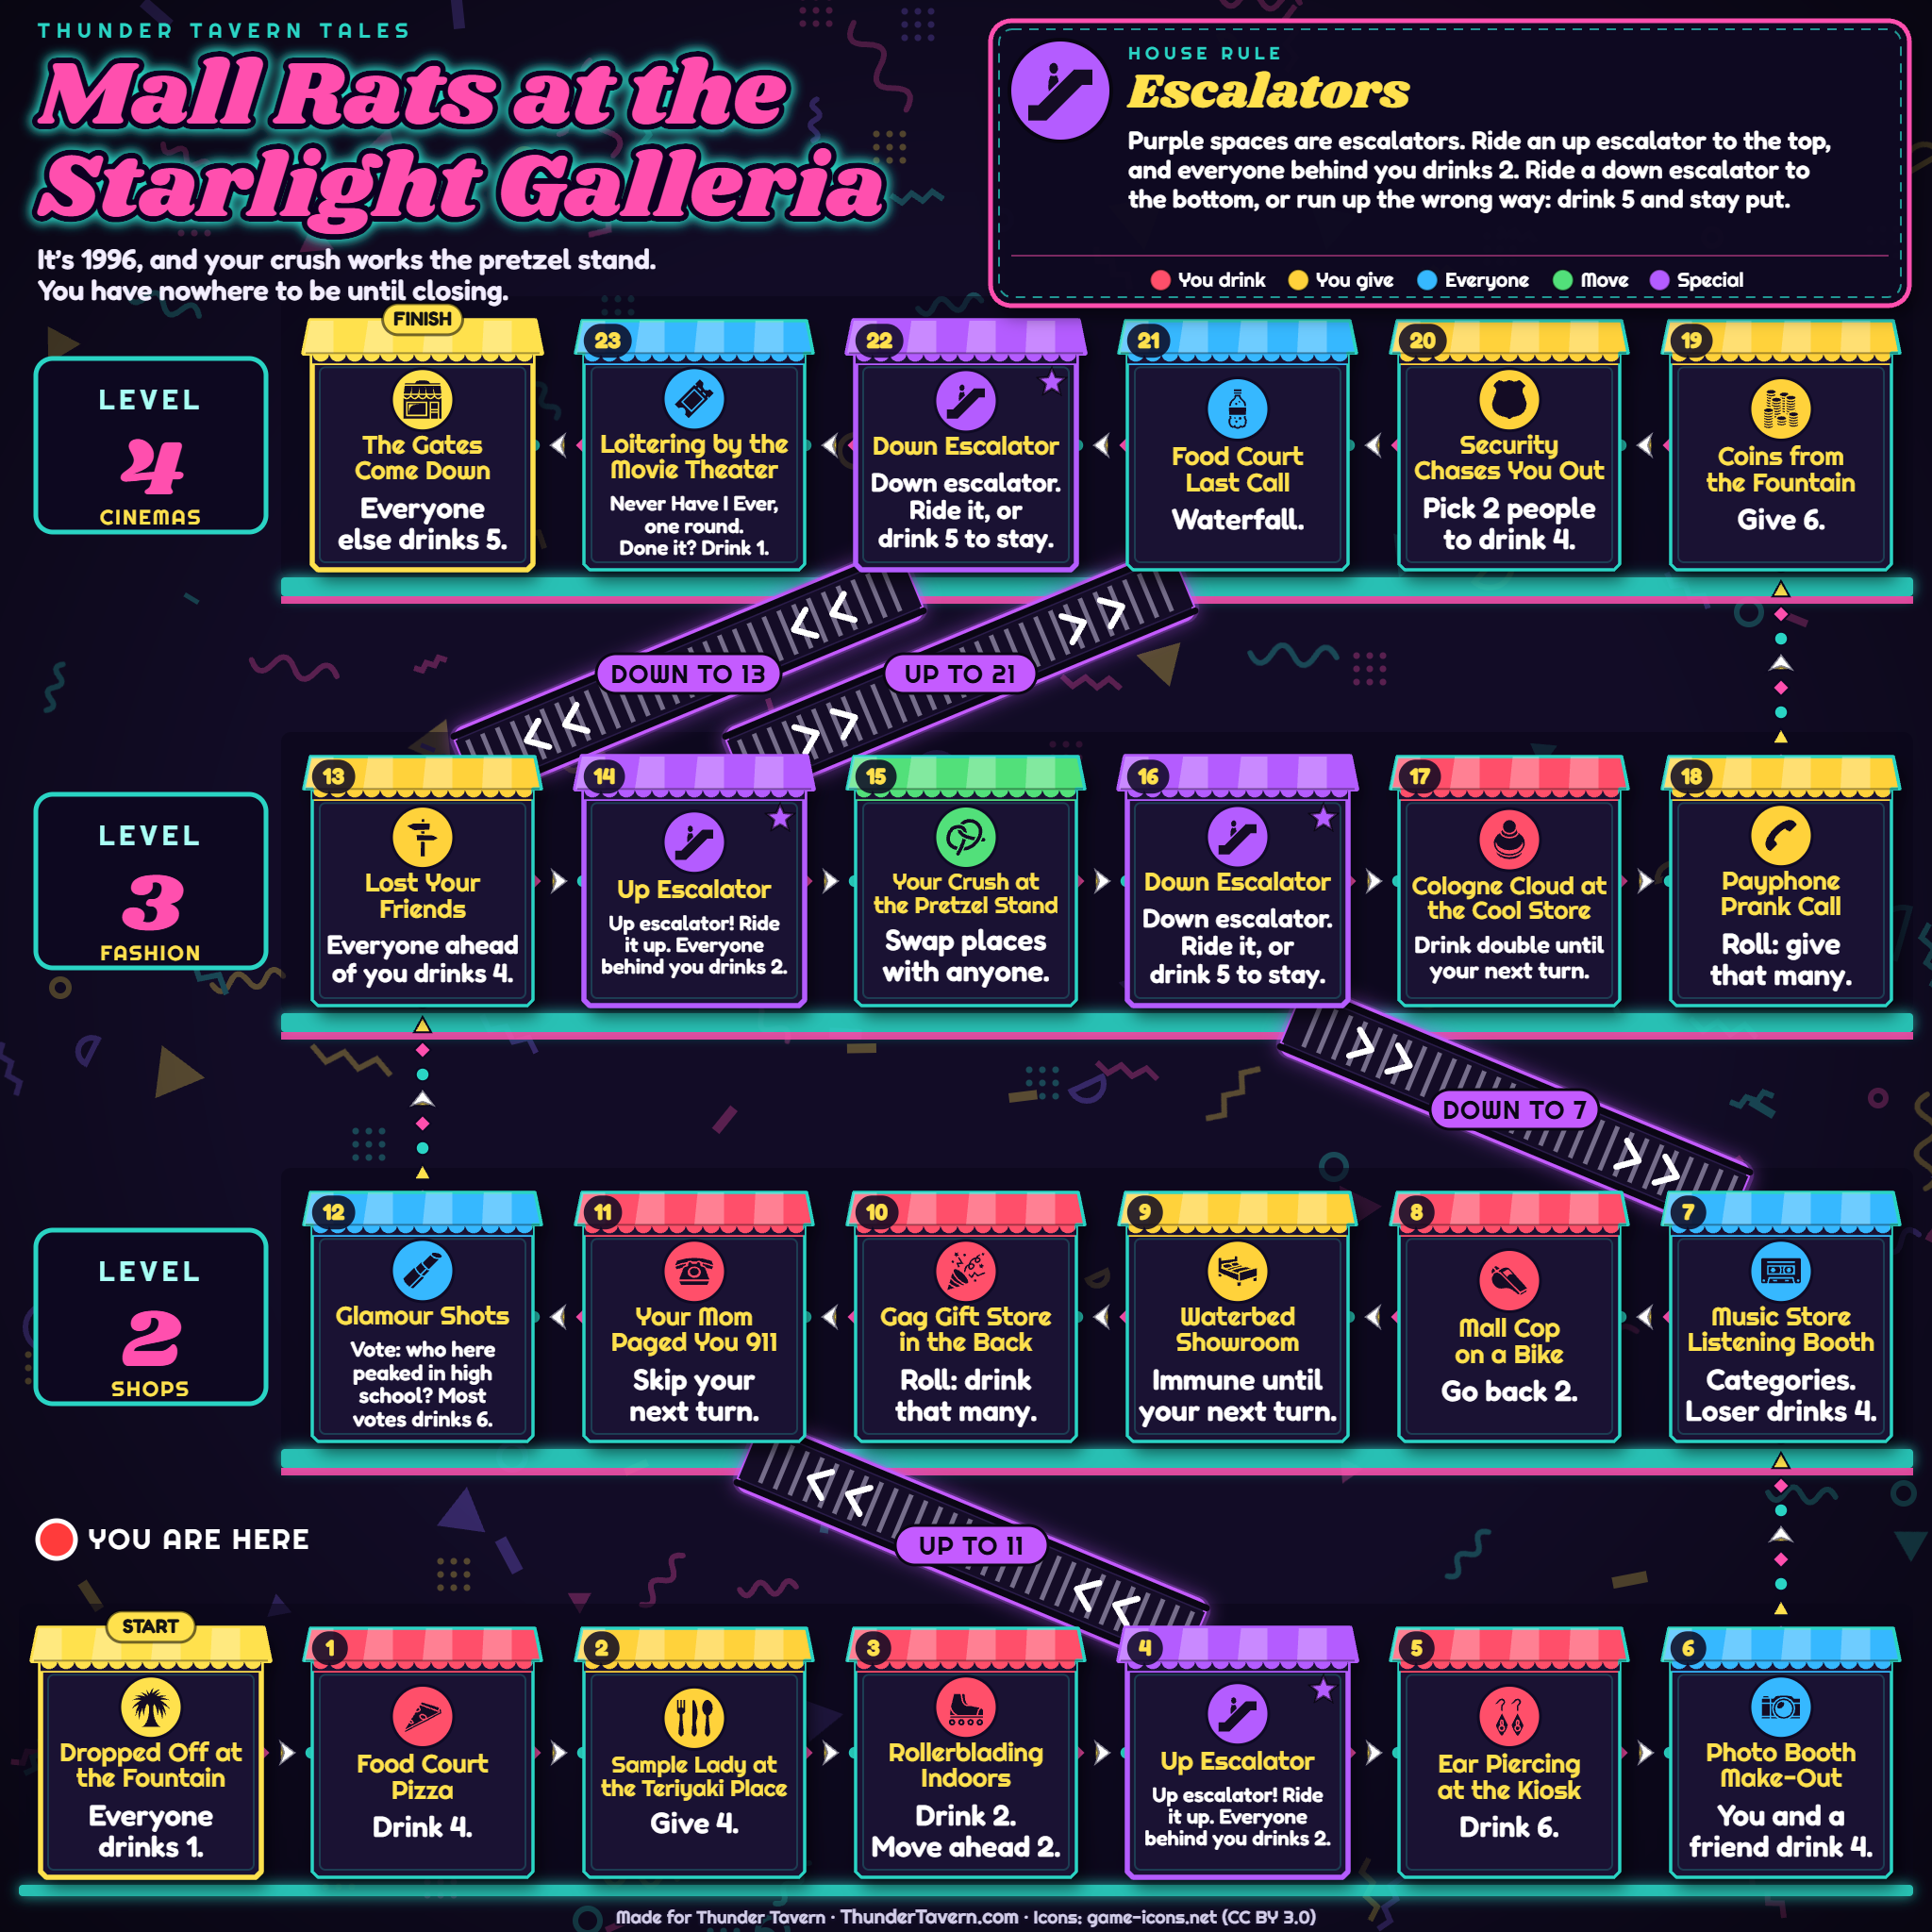 THUNDER TAVERN TALES
Mall Rats at the
Starlight Galleria
It's 1996, and your crush works the pretzel stand.
You have nowhere to be until closing.
HOUSE RULE
Escalators
Purple spaces are escalators. Ride an up escalator to the top,
and everyone behind you drinks 2. Ride a down escalator to
the bottom, or run up the wrong way: drink 5 and stay put.
You drink
You give
Everyone
Move
Special
LEVEL
4
CINEMAS
FINISH
The Gates
Come Down
Everyone
else drinks 5.
23
Loitering by the
Movie Theater
Never Have I Ever,
one round.
Done it? Drink 1.
22
Down Escalator
Down escalator.
Ride it, or
drink 5 to stay.
21
Food Court
Last Call
Waterfall.
20
Security
Chases You Out
Pick 2 people
to drink 4.
19
Coins from
the Fountain
Give 6.
DOWN TO 13
UP TO 21
LEVEL
3
FASHION
13
Lost Your
Friends
Everyone ahead
of you drinks 4.
14
Up Escalator
Up escalator! Ride
it up. Everyone
behind you drinks 2.
15
Your Crush at
the Pretzel Stand
Swap places
with anyone.
16
Down Escalator
Down escalator.
Ride it, or
drink 5 to stay.
17
Cologne Cloud at
the Cool Store
Drink double until
your next turn.
18
Payphone
Prank Call
Roll: give
that many.
DOWN TO 7
LEVEL
2
SHOPS
12
Glamour Shots
Vote: who here
peaked in high
school? Most
votes drinks 6.
11
Your Mom
Paged You 911
Skip your
next turn.
10
Gag Gift Store
in the Back
Roll: drink
that many.
9
Waterbed
Showroom
Immune until
your next turn.
8
Mall Cop
on a Bike
Go back 2.
7
Music Store
Listening Booth
Categories.
Loser drinks 4.
YOU ARE HERE
UP TO 11
START
Dropped Off at
the Fountain
Everyone
drinks 1.
1
Food Court
Pizza
Drink 4.
2
Sample Lady at
the Teriyaki Place
Give 4.
3
Rollerblading
Indoors
Drink 2.
Move ahead 2.
4
Up Escalator
Up escalator! Ride
it up. Everyone
behind you drinks 2.
5
Ear Piercing
at the Kiosk
Drink 6.
6
Photo Booth
Make-Out
You and a
friend drink 4.
Made for Thunder Tavern · ThunderTavern.com · Icons: game-icons.net (CC BY 3.0)